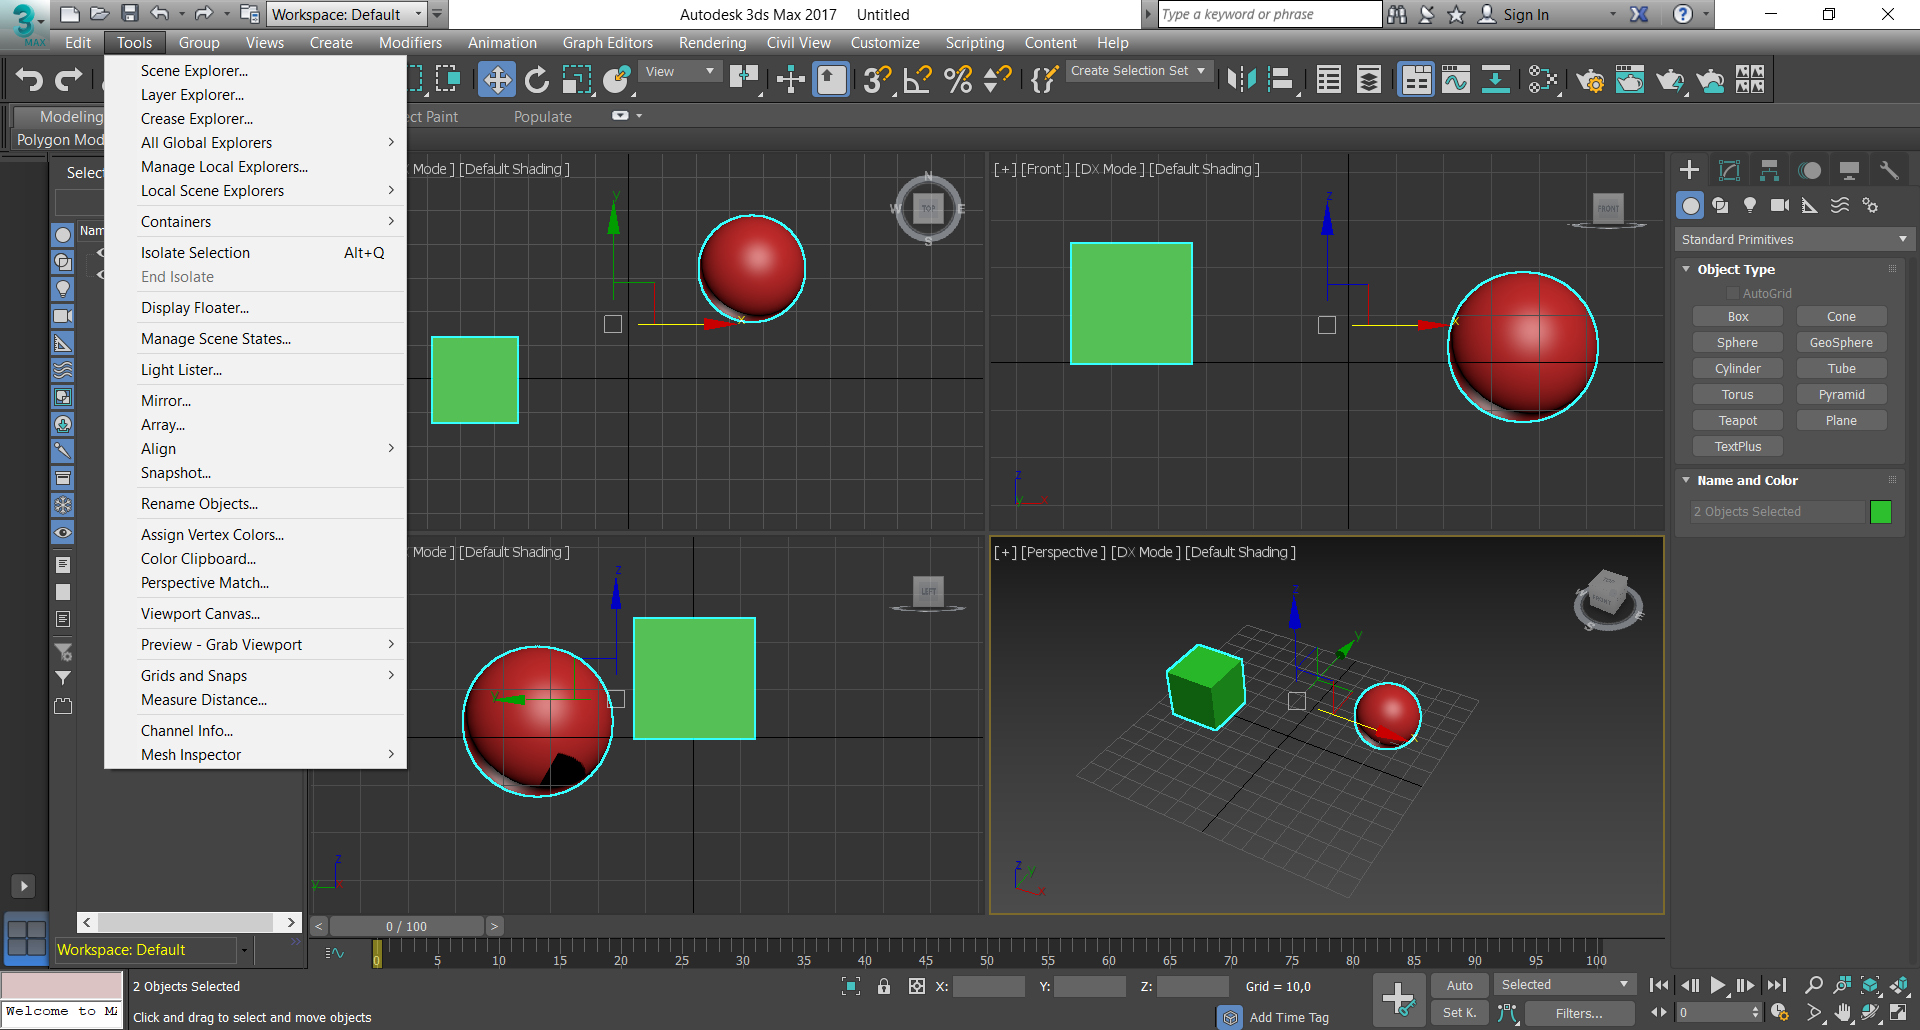 3 MAX
Workspace: Default
Autodesk 3ds Max 2017 Untitled
Type a keyword or phrase
Sign In
Edit Tools Group Views Create Modifiers Animation Graph Editors Rendering Civil View Customize Scripting Content Help
View
Create Selection Set
Modeling
ect Paint
Populate
Polygon Mod
Selec
Nam
Scene Explorer...
Layer Explorer...
Crease Explorer...
All Global Explorers
Manage Local Explorers...
Local Scene Explorers
Containers
Isolate Selection Alt+Q
End Isolate
Display Floater...
Manage Scene States...
Light Lister...
Mirror...
Array...
Align
Snapshot...
Rename Objects...
Assign Vertex Colors...
Color Clipboard...
Perspective Match...
Viewport Canvas...
Preview - Grab Viewport
Grids and Snaps
Measure Distance...
Channel Info...
Mesh Inspector
Mode ] [Default Shading ]
y
x
N
W TOP E
S
[+] [Front ] [DX Mode ] [Default Shading ]
z
x
FRONT
z
y x
Mode ] [Default Shading ]
z
y
LEFT
z
y x
[+] [Perspective ] [DX Mode ] [Default Shading ]
z
y
x
TOP
FRONT
W S E
z
y
x
Standard Primitives
Object Type
AutoGrid
Box Cone
Sphere GeoSphere
Cylinder Tube
Torus Pyramid
Teapot Plane
TextPlus
Name and Color
2 Objects Selected
< 0 / 100 >
Workspace: Default
0 5 10 15 20 25 30 35 40 45 50 55 60 65 70 75 80 85 90 95 100
2 Objects Selected
X: Y: Z: Grid = 10,0
Auto Selected
Welcome to MA
Click and drag to select and move objects
Add Time Tag
Set K. Filters...
0